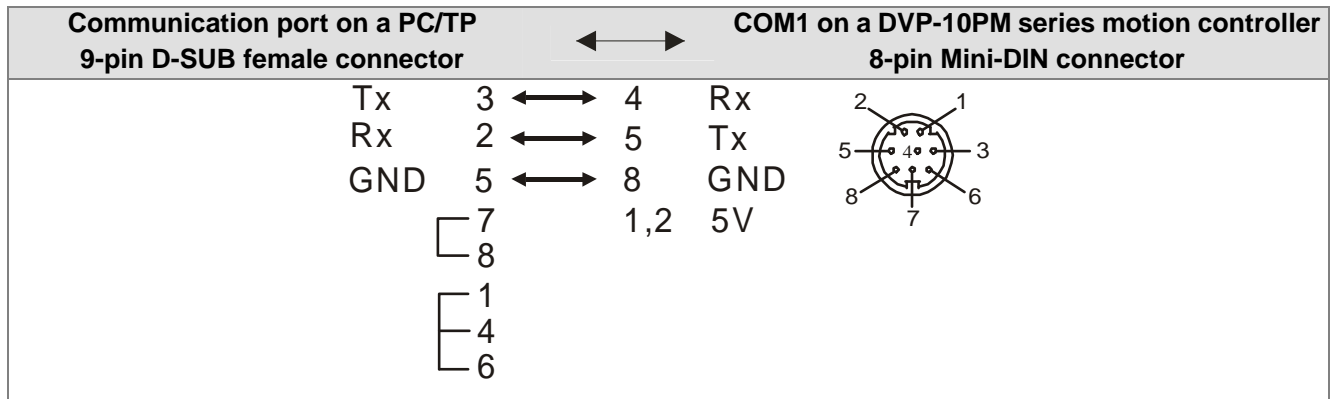 Communication port on a PC/TP
9-pin D-SUB female connector
COM1 on a DVP-10PM series motion controller
8-pin Mini-DIN connector
Tx 3 4 Rx
Rx 2 5 Tx
GND 5 8 GND
7 1,2 5V
8
1
4
6
2 1
5 4 3
8 6
7